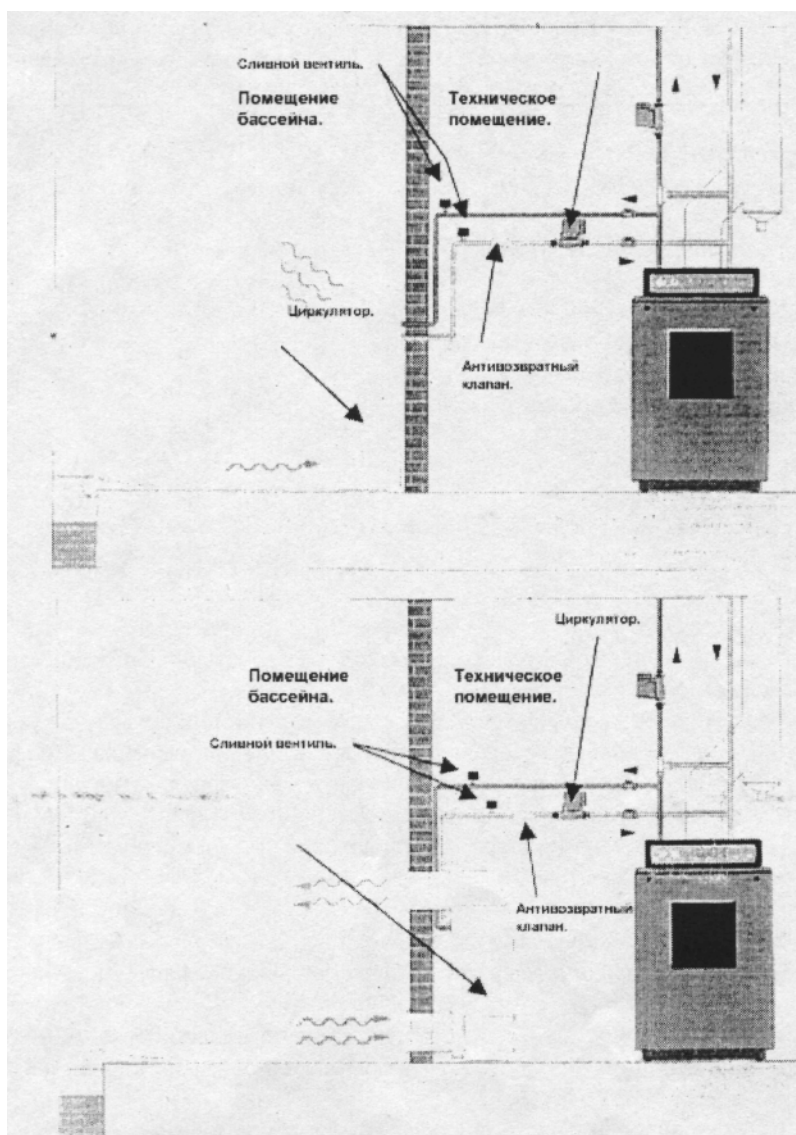 Сливной вентиль.
Помещение
бассейна.
Техническое
помещение.
Циркулятор.
Антивозвратный
клапан.
Циркулятор.
Помещение
бассейна.
Техническое
помещение.
Сливной вентиль.
Антивозвратный
клапан.